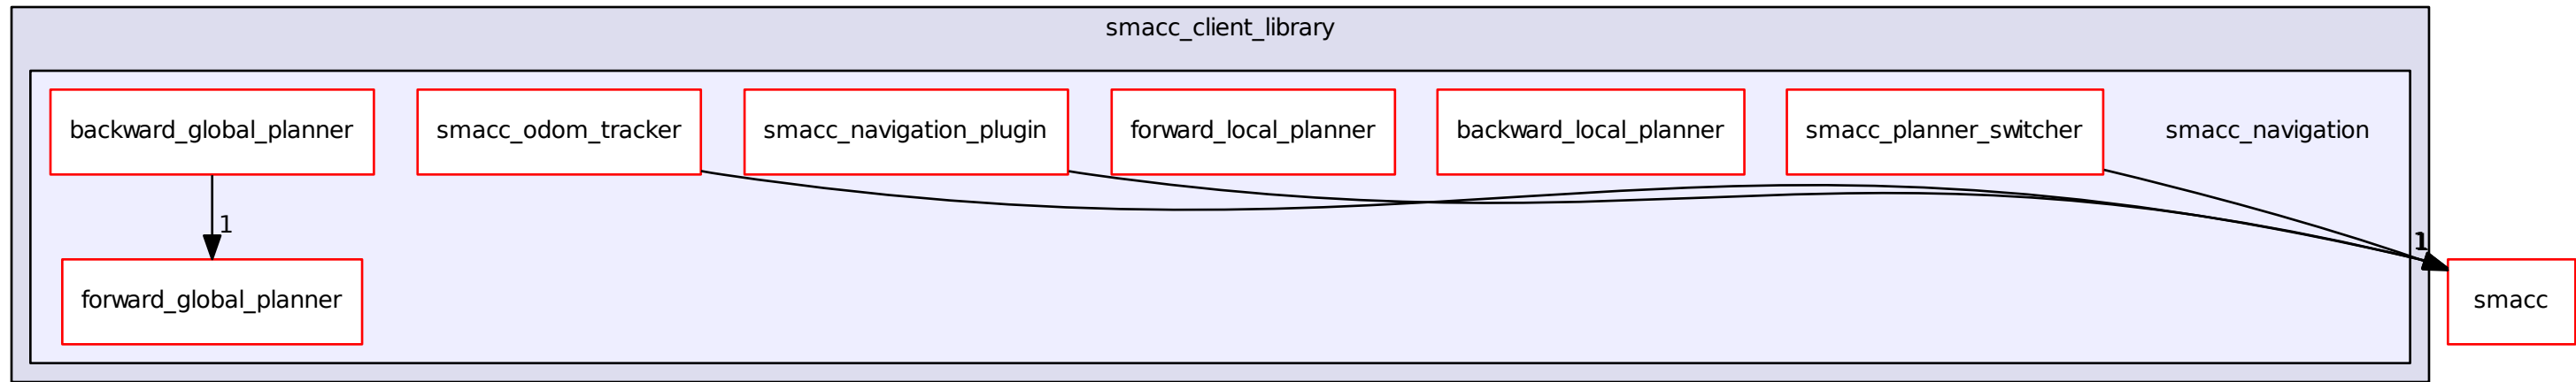 smacc_client_library
backward_global_planner
smacc_odom_tracker
smacc_navigation_plugin
forward_local_planner
backward_local_planner
smacc_planner_switcher
smacc_navigation
1
1
forward_global_planner
smacc